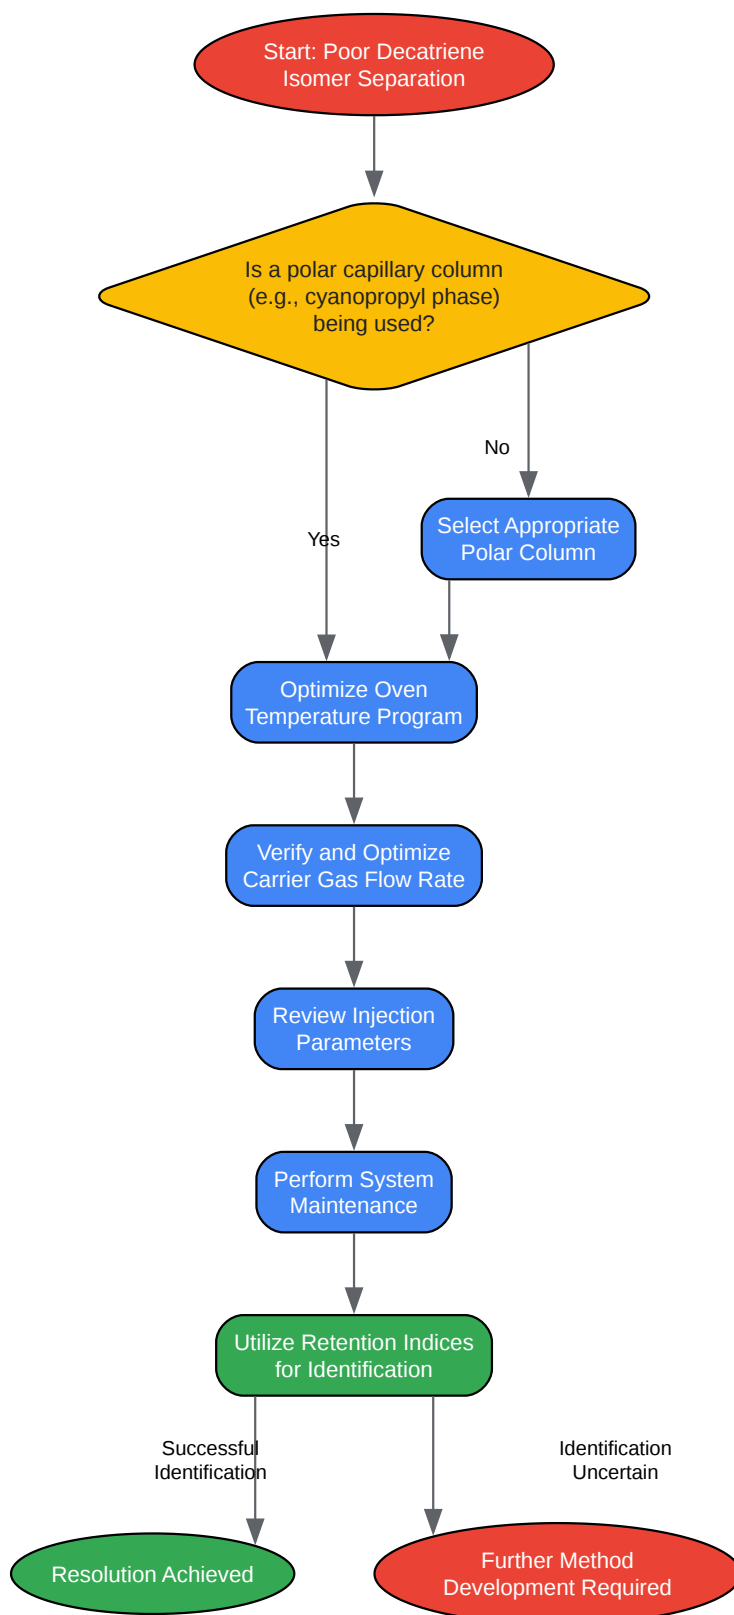 Start: Poor Decatriene
Isomer Separation
Is a polar capillary column
(e.g., cyanopropyl phase)
being used?
No
Select Appropriate
Polar Column
Yes
Optimize Oven
Temperature Program
Verify and Optimize
Carrier Gas Flow Rate
Review Injection
Parameters
Perform System
Maintenance
Utilize Retention Indices
for Identification
Successful
Identification
Identification
Uncertain
Resolution Achieved
Further Method
Development Required